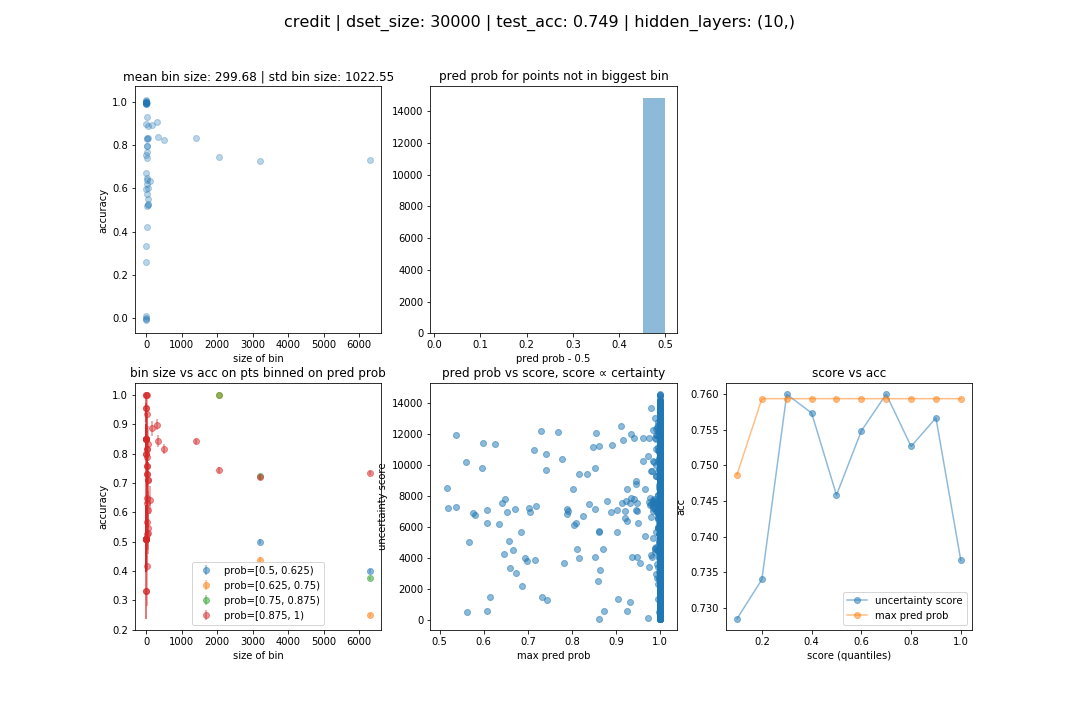 credit | dset_size: 30000 | test_acc: 0.749 | hidden_layers: (10,)
mean bin size: 299.68 | std bin size: 1022.55
accuracy
1.0
0.8
0.6
0.4
0.2
0.0
0 1000 2000 3000 4000 5000 6000
size of bin
pred prob for points not in biggest bin
14000
12000
10000
8000
6000
4000
2000
0
0.0 0.1 0.2 0.3 0.4 0.5
pred prob - 0.5
bin size vs acc on pts binned on pred prob
accuracy
1.0
0.9
0.8
0.7
0.6
0.5
0.4
0.3
0.2
prob=[0.5, 0.625)
prob=[0.625, 0.75)
prob=[0.75, 0.875)
prob=[0.875, 1)
0 1000 2000 3000 4000 5000 6000
size of bin
pred prob vs score, score ∝ certainty
uncertainty score
14000
12000
10000
8000
6000
4000
2000
0
0.5 0.6 0.7 0.8 0.9 1.0
max pred prob
score vs acc
acc
0.760
0.755
0.750
0.745
0.740
0.735
0.730
uncertainty score
max pred prob
0.2 0.4 0.6 0.8 1.0
score (quantiles)